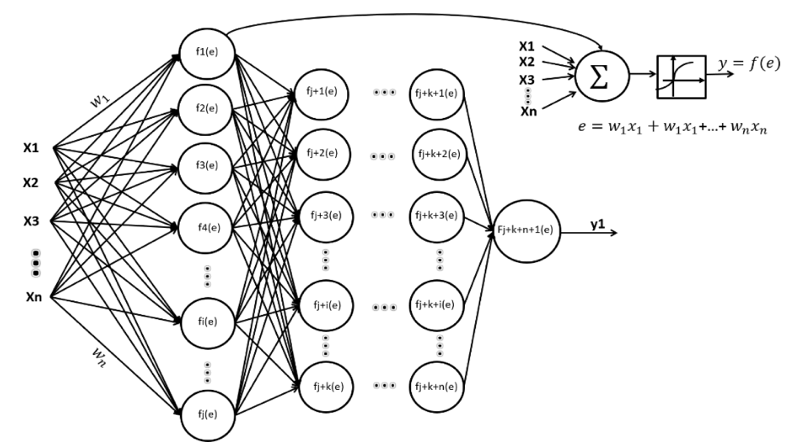 f1(e)
f2(e)
f3(e)
f4(e)
fi(e)
fj(e)
w₁
wₙ
X1
X2
X3
Xn
fj+1(e)
fj+2(e)
fj+3(e)
fj+i(e)
fj+k(e)
fj+k+1(e)
fj+k+2(e)
fj+k+3(e)
fj+k+i(e)
fj+k+n(e)
Fj+k+n+1(e)
y1
X1
X2
X3
Xn
Σ
y = f(e)
e = w₁x₁ + w₁x₁+...+ wₙxₙ